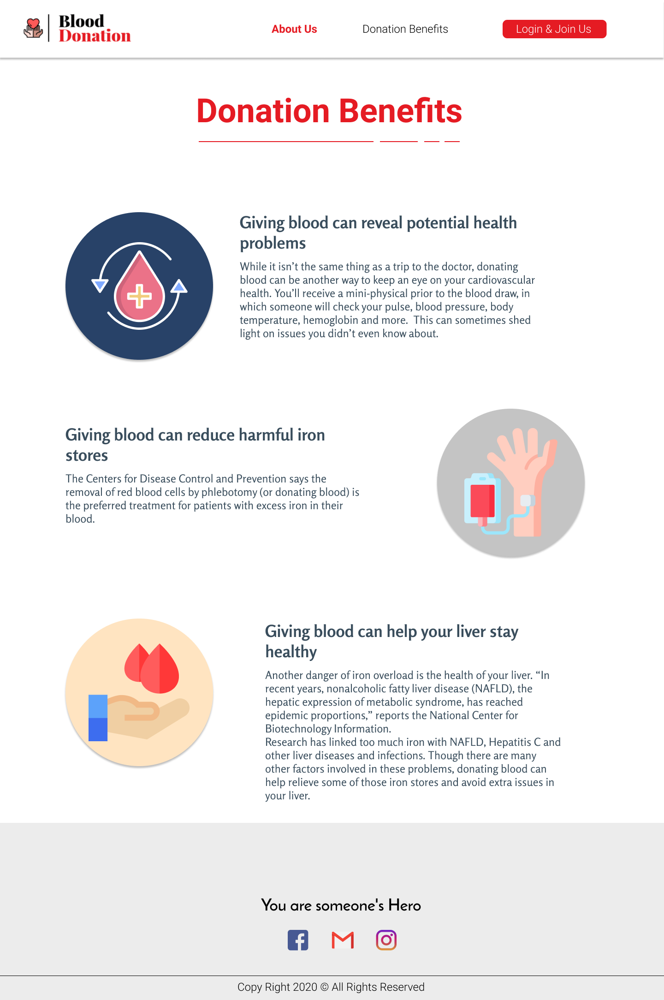 Blood
Donation
About Us
Donation Benefits
Login & Join Us
Donation Benefits
Giving blood can reveal potential health
problems
While it isn’t the same thing as a trip to the doctor, donating
blood can be another way to keep an eye on your cardiovascular
health. You’ll receive a mini-physical prior to the blood draw, in
which someone will check your pulse, blood pressure, body
temperature, hemoglobin and more.  This can sometimes shed
light on issues you didn’t even know about.
Giving blood can reduce harmful iron
stores
The Centers for Disease Control and Prevention says the
removal of red blood cells by phlebotomy (or donating blood) is
the preferred treatment for patients with excess iron in their
blood.
Giving blood can help your liver stay
healthy
Another danger of iron overload is the health of your liver. “In
recent years, nonalcoholic fatty liver disease (NAFLD), the
hepatic expression of metabolic syndrome, has reached
epidemic proportions,” reports the National Center for
Biotechnology Information.
Research has linked too much iron with NAFLD, Hepatitis C and
other liver diseases and infections. Though there are many
other factors involved in these problems, donating blood can
help relieve some of those iron stores and avoid extra issues in
your liver.
You are someone's Hero
Copy Right 2020 © All Rights Reserved